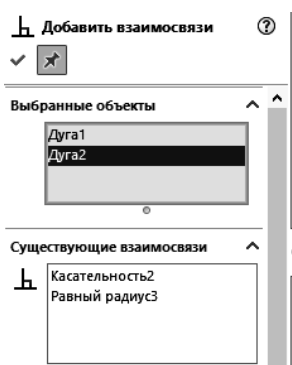 Добавить взаимосвязи
Выбранные объекты
Дуга1
Дуга2
Существующие взаимосвязи
Касательность2
Равный радиус3